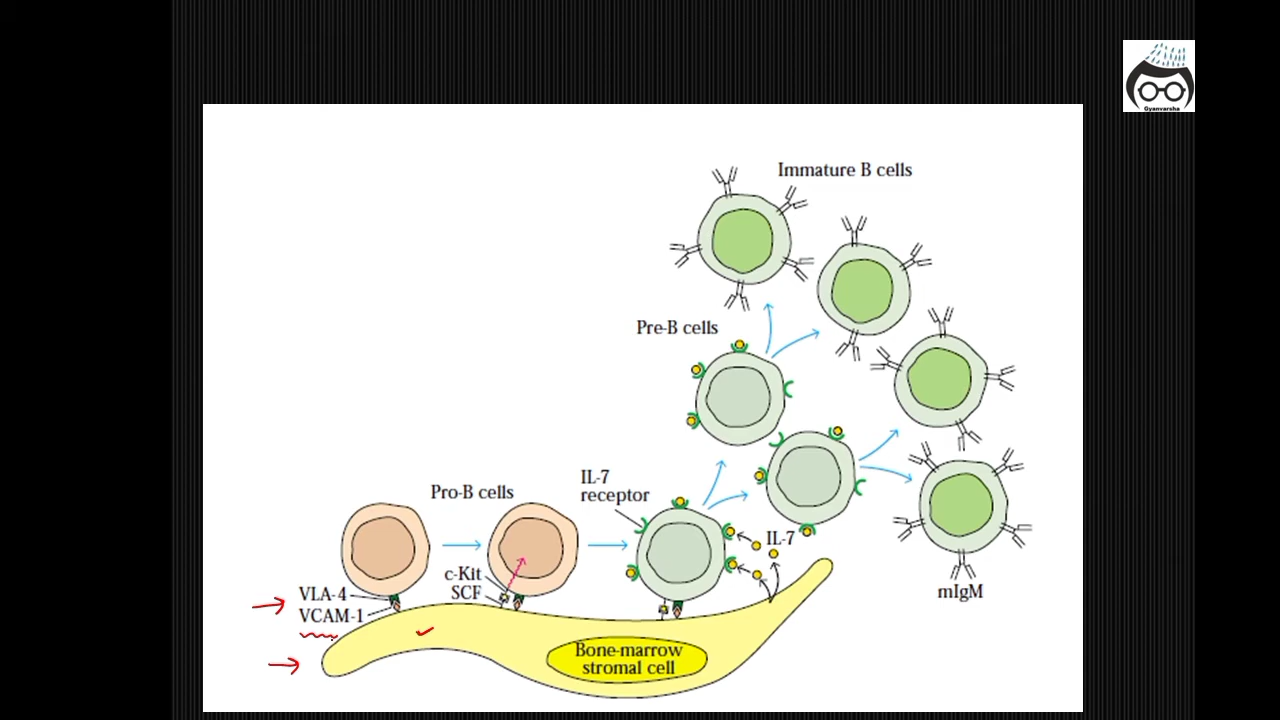 Gyanvarsha
Immature B cells
Pre-B cells
IL-7
receptor
Pro-B cells
IL-7
c-Kit
SCF
VLA-4
VCAM-1
mIgM
Bone-marrow
stromal cell